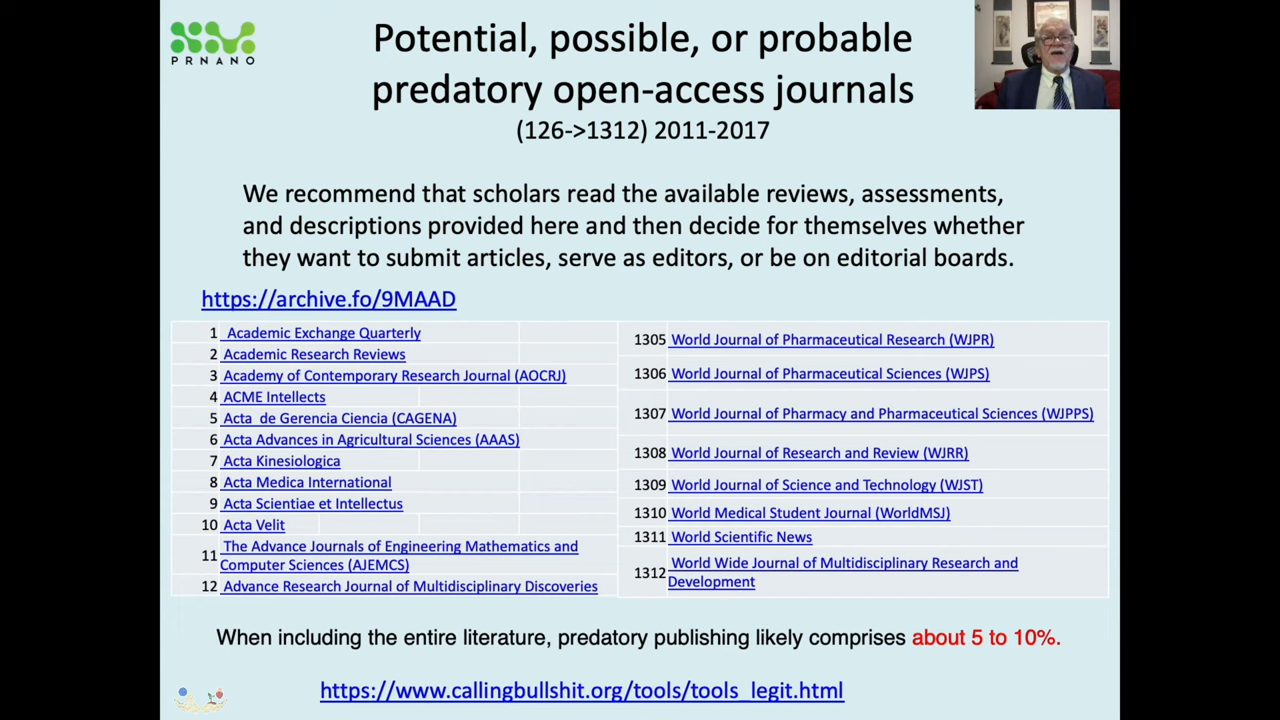 PRNANO
Potential, possible, or probable
predatory open-access journals
(126->1312) 2011-2017
We recommend that scholars read the available reviews, assessments,
and descriptions provided here and then decide for themselves whether
they want to submit articles, serve as editors, or be on editorial boards.
https://archive.fo/9MAAD
1 Academic Exchange Quarterly
2 Academic Research Reviews
3 Academy of Contemporary Research Journal (AOCRJ)
4 ACME Intellects
5 Acta de Gerencia Ciencia (CAGENA)
6 Acta Advances in Agricultural Sciences (AAAS)
7 Acta Kinesiologica
8 Acta Medica International
9 Acta Scientiae et Intellectus
10 Acta Velit
11 The Advance Journals of Engineering Mathematics and
Computer Sciences (AJEMCS)
12 Advance Research Journal of Multidisciplinary Discoveries
1305 World Journal of Pharmaceutical Research (WJPR)
1306 World Journal of Pharmaceutical Sciences (WJPS)
1307 World Journal of Pharmacy and Pharmaceutical Sciences (WJPPS)
1308 World Journal of Research and Review (WJRR)
1309 World Journal of Science and Technology (WJST)
1310 World Medical Student Journal (WorldMSJ)
1311 World Scientific News
1312 World Wide Journal of Multidisciplinary Research and
Development
When including the entire literature, predatory publishing likely comprises about 5 to 10%.
https://www.callingbullshit.org/tools/tools_legit.html